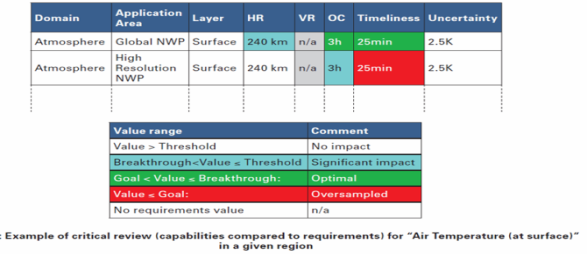 Domain Application Area Layer HR VR OC Timeliness Uncertainty
Atmosphere Global NWP Surface 240 km n/a 3h 25min 2.5K
Atmosphere High Resolution NWP Surface 240 km n/a 3h 25min 2.5K
Value range Comment
Value > Threshold No impact
Breakthrough<Value ≤ Threshold Significant impact
Goal < Value ≤ Breakthrough: Optimal
Value ≤ Goal: Oversampled
No requirements value n/a
: Example of critical review (capabilities compared to requirements) for "Air Temperature (at surface)"
in a given region